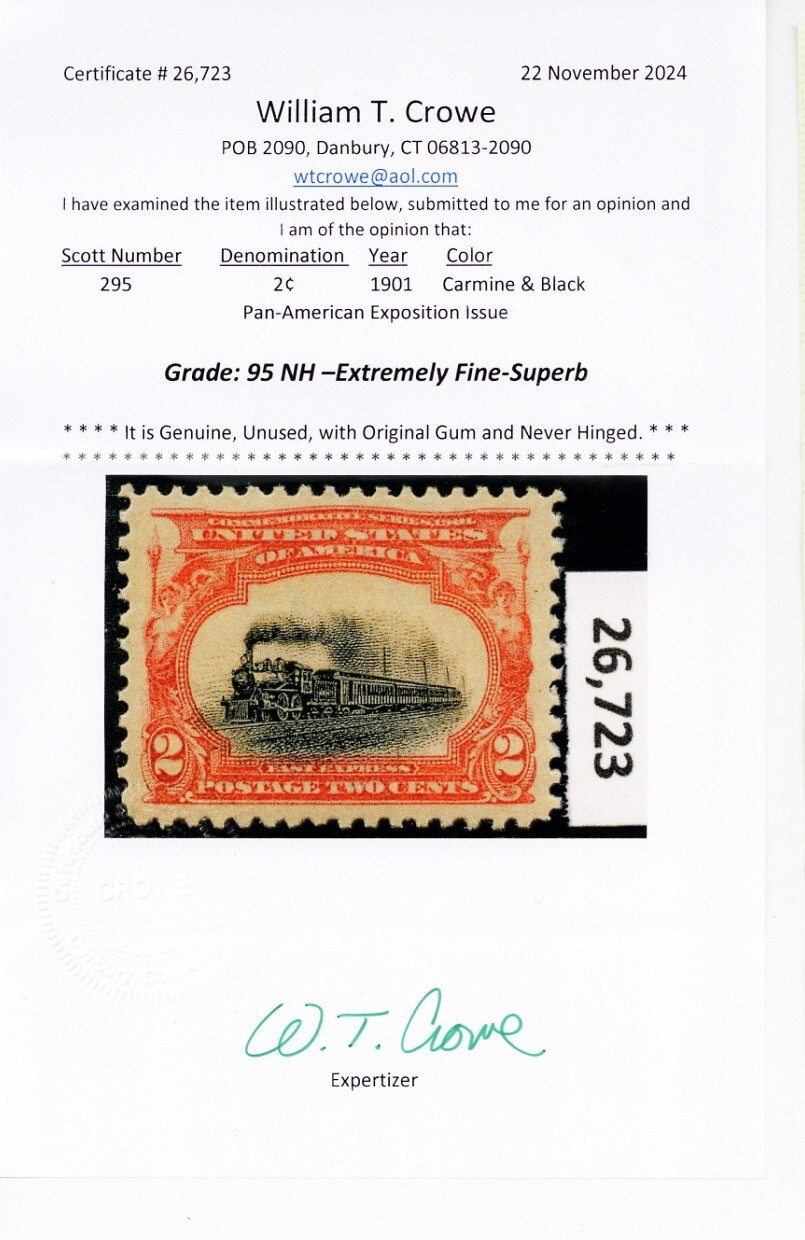 Certificate # 26,723 22 November 2024
William T. Crowe
POB 2090, Danbury, CT 06813-2090
wtcrowe@aol.com
I have examined the item illustrated below, submitted to me for an opinion and
I am of the opinion that:
Scott Number Denomination Year Color
295 2¢ 1901 Carmine & Black
Pan-American Exposition Issue
Grade: 95 NH –Extremely Fine-Superb
* * * * It is Genuine, Unused, with Original Gum and Never Hinged. * * *
* * * * * * * * * * * * * * * * * * * * * * * * * * * * * * * * * * * * * * * *
COMMEMORATIVE SERIES 1901
UNITED STATES
OF AMERICA
2 2
FAST EXPRESS
POSTAGE TWO CENTS
26,723
CROWE
W. T. Crowe
Expertizer